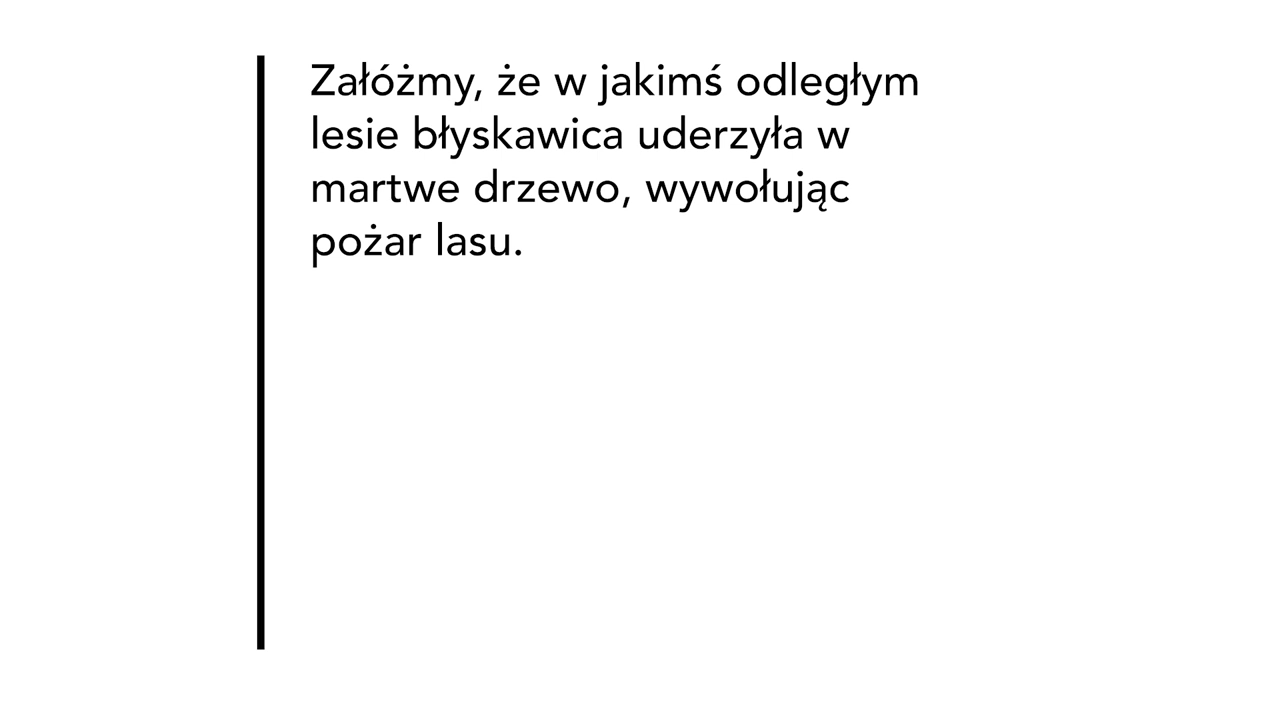 Załóżmy, że w jakimś odległym
lesie błyskawica uderzyła w
martwe drzewo, wywołując
pożar lasu.